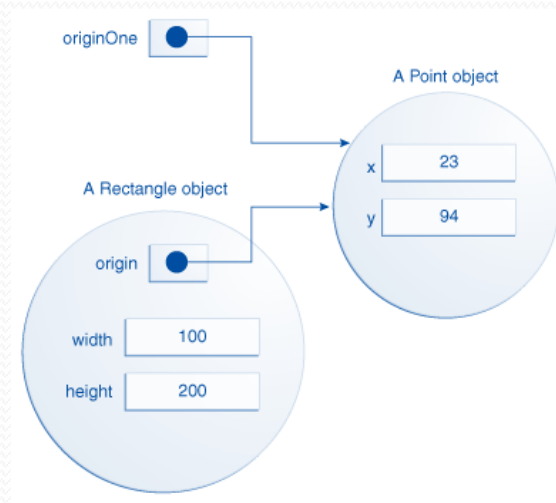 originOne
A Point object
x 23
y 94
A Rectangle object
origin
width 100
height 200